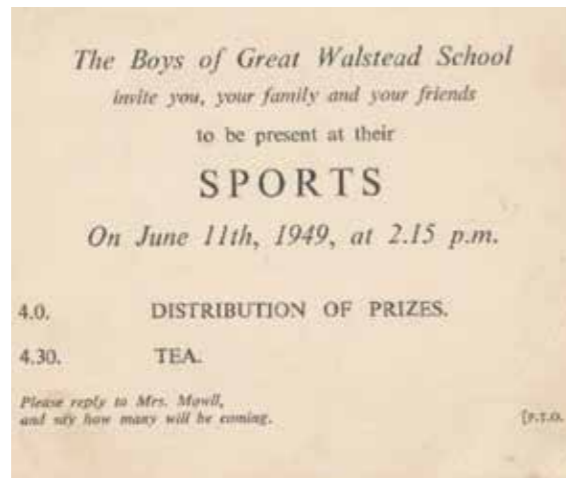 The Boys of Great Walstead School
invite you, your family and your friends
to be present at their
SPORTS
On June 11th, 1949, at 2.15 p.m.
4.0. DISTRIBUTION OF PRIZES.
4.30. TEA.
Please reply to Mrs. Mowll,
and say how many will be coming.
[P.T.O.